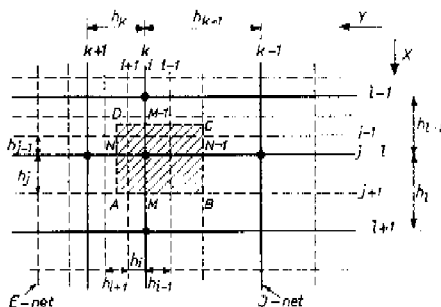 h_k h_{k-1} Y
k+1 i+1 k i i-1 k-1 X
l-1
D M-1 C i-1 h_{l-1}
h_{j-1} N N-1 j l
h_j
A M B j+1 h_l
l+1
h_i
h_{i+1} h_{i-1}
E-net J-net